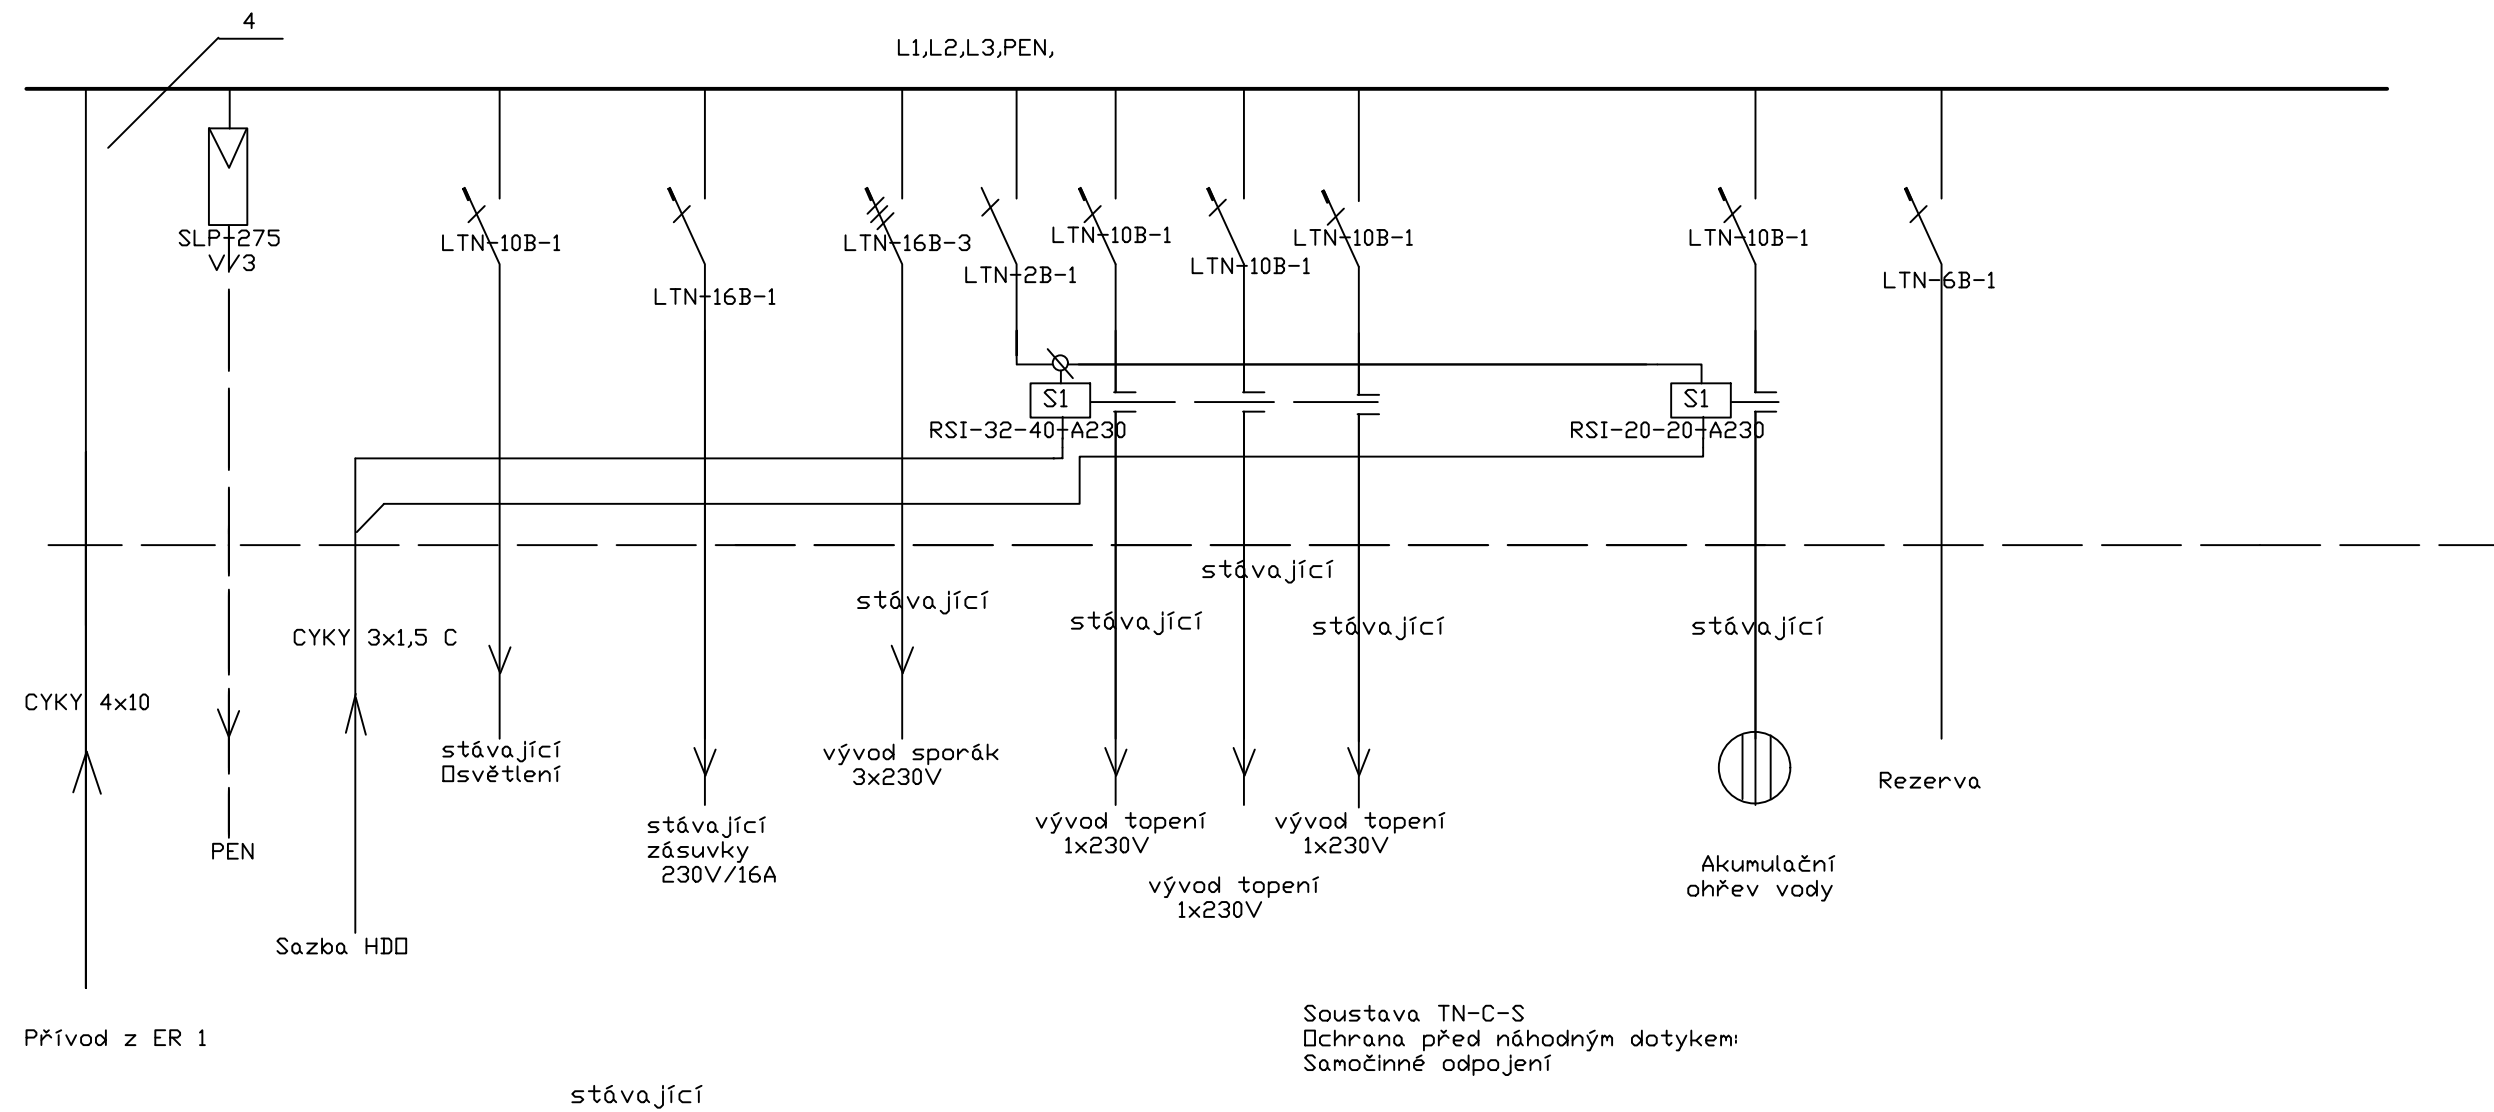 4
L1,L2,L3,PEN,
SLP-275
V/3
LTN-10B-1
LTN-16B-1
LTN-16B-3
LTN-2B-1
LTN-10B-1
LTN-10B-1
LTN-10B-1
LTN-10B-1
LTN-6B-1
S1
RSI-32-40-A230
S1
RSI-20-20-A230
stávající
stávající
stávající
stávající
stávající
CYKY 3x1,5 C
CYKY 4x10
stávající
Osvětlení
vývod sporák
3x230V
Rezerva
stávající
zásuvky
230V/16A
vývod topení
1x230V
vývod topení
1x230V
vývod topení
1x230V
Akumulační
ohřev vody
PEN
Sazba HDO
Přívod z ER 1
Soustava TN-C-S
Ochrana před náhodným dotykem:
Samočinné odpojení
stávající